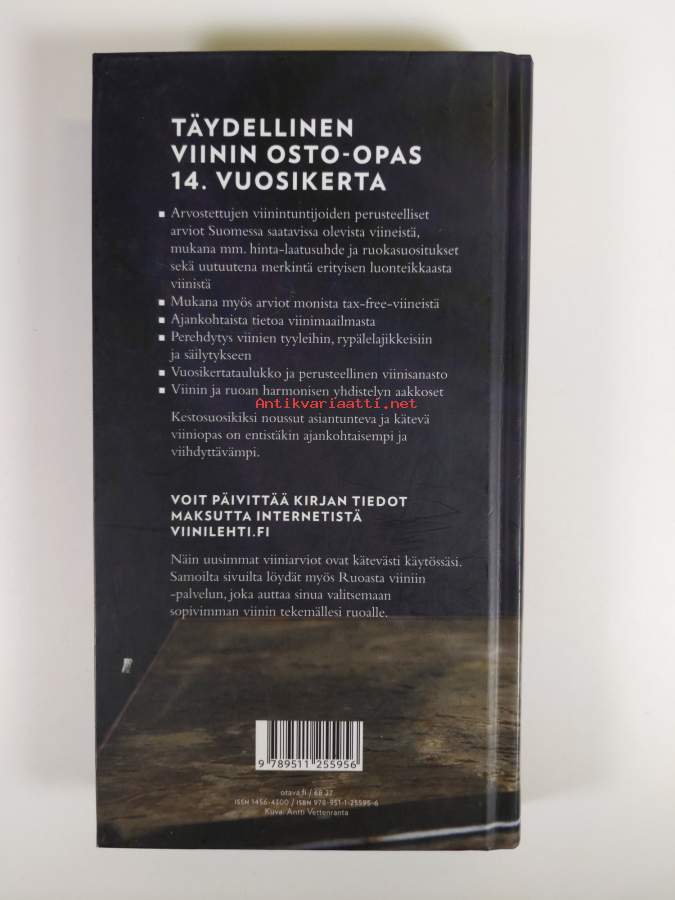 TÄYDELLINEN
VIININ OSTO-OPAS
14. VUOSIKERTA
▪ Arvostettujen viinintuntijoiden perusteelliset
arviot Suomessa saatavissa olevista viineistä,
mukana mm. hinta-laatusuhde ja ruokasuositukset
sekä uutuutena merkintä erityisen luonteikkaasta
viinistä
▪ Mukana myös arviot monista tax-free-viineistä
▪ Ajankohtaista tietoa viinimaailmasta
▪ Perehdytys viinien tyyleihin, rypälelajikkeisiin
ja säilytykseen
▪ Vuosikertataulukko ja perusteellinen viinisanasto
▪ Viinin ja ruoan harmonisen yhdistelyn aakkoset
Antikvariaatti.net
Kestosuosikiksi noussut asiantunteva ja kätevä
viiniopas on entistäkin ajankohtaisempi ja
viihdyttävämpi.
VOIT PÄIVITTÄÄ KIRJAN TIEDOT
MAKSUTTA INTERNETISTÄ
VIINILEHTI.FI
Näin uusimmat viiniarviot ovat kätevästi käytössäsi.
Samoilta sivuilta löydät myös Ruoasta viiniin
-palvelun, joka auttaa sinua valitsemaan
sopivimman viinin tekemällesi ruoalle.
9 789511 255956
otava.fi / 68.27
ISSN 1456-4300 / ISBN 978-951-1-25595-6
Kuva: Antti Vettenranta